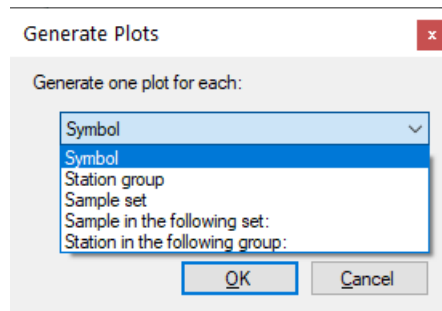 Generate Plots
x
Generate one plot for each:
Symbol
Symbol
Station group
Sample set
Sample in the following set:
Station in the following group:
OK
Cancel